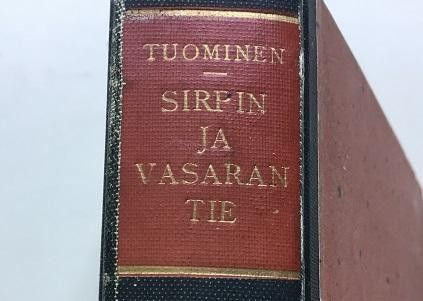 TUOMINEN
SIRPIN
JA
VASARAN
TIE